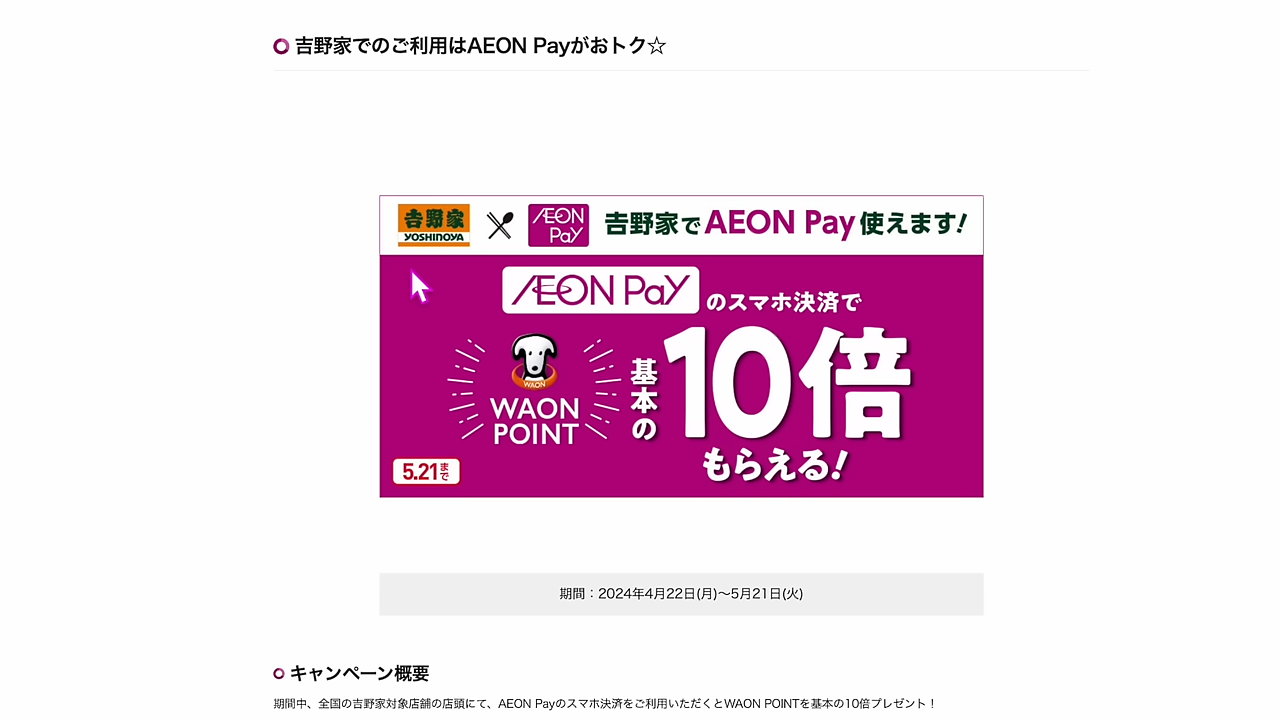 吉野家でのご利用はAEON Payがおトク☆
吉野家
YOSHINOYA
AEON
Pay
吉野家でAEON Pay使えます!
AEON Pay のスマホ決済で
WAON
WAON
POINT
基本の
10倍
もらえる!
5.21まで
期間：2024年4月22日(月)〜5月21日(火)
キャンペーン概要
期間中、全国の吉野家対象店舗の店頭にて、AEON Payのスマホ決済をご利用いただくとWAON POINTを基本の10倍プレゼント！